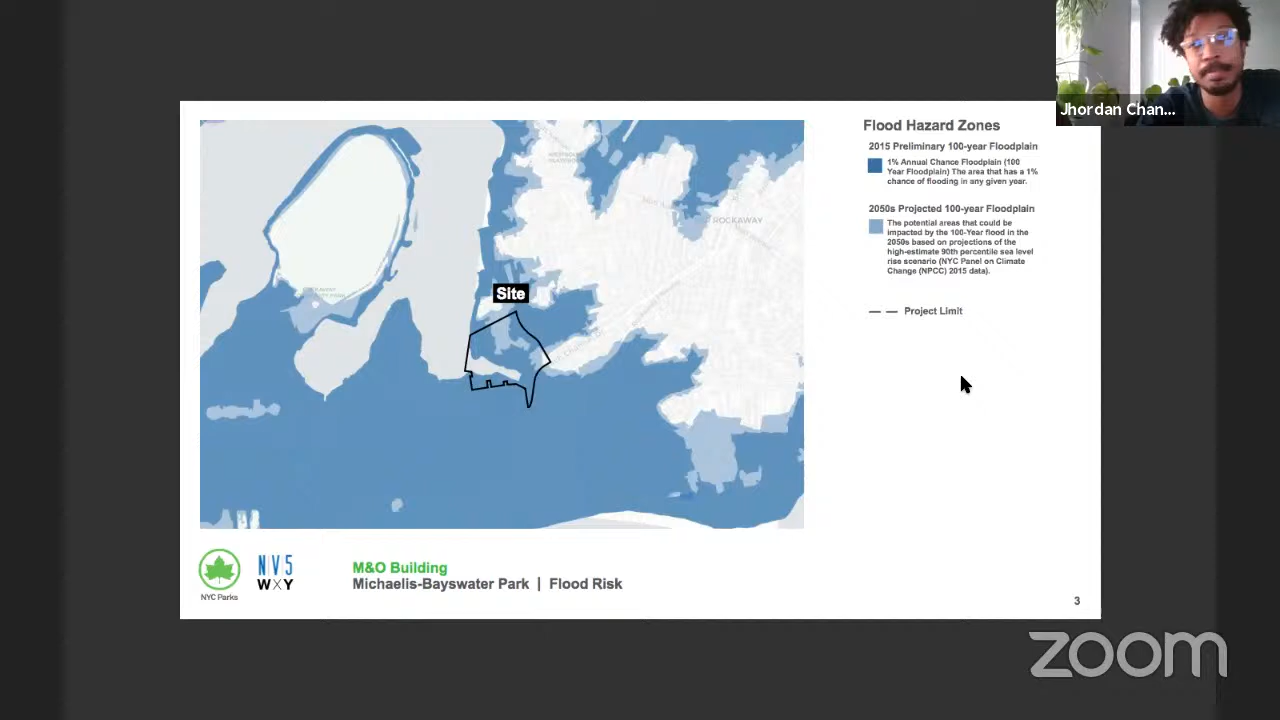 Jhordan Chan...
Flood Hazard Zones
2015 Preliminary 100-year Floodplain
1% Annual Chance Floodplain (100
Year Floodplain) The area that has a 1%
chance of flooding in any given year.
2050s Projected 100-year Floodplain
The potential areas that could be
impacted by the 100-Year flood in the
2050s based on projections of the
high-estimate 90th percentile sea level
rise scenario (NYC Panel on Climate
Change (NPCC) 2015 data).
Project Limit
ROCKAWAY
Site
NYC Parks
NV5
WXY
M&O Building
Michaelis-Bayswater Park | Flood Risk
3
zoom